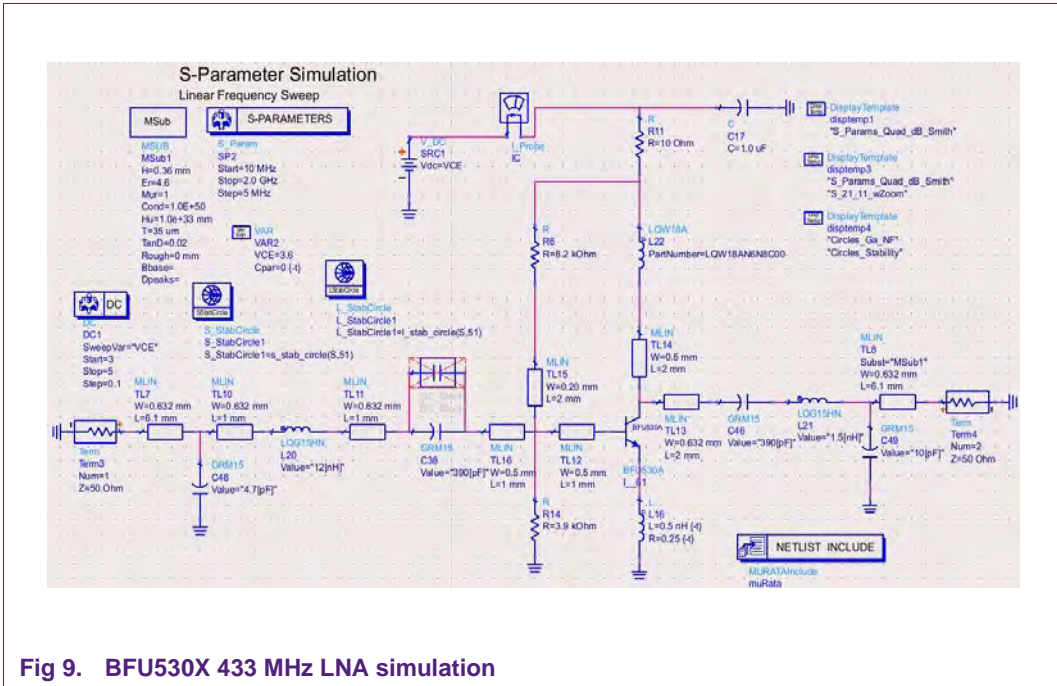 S-Parameter Simulation
Linear Frequency Sweep
MSub
MSUB
MSub1
H=0.36 mm
Er=4.6
Mur=1
Cond=1.0E+50
Hu=1.0e+33 mm
T=35 um
TanD=0.02
Rough=0 mm
Bbase=
Dpeaks=
S-PARAMETERS
S_Param
SP2
Start=10 MHz
Stop=2.0 GHz
Step=5 MHz
VAR
VAR2
VCE=3.6
Cpar=0 {-t}
V_DC
SRC1
Vdc=VCE
I_Probe
IC
R
R11
R=10 Ohm
C
C17
C=1.0 uF
DisplayTemplate
disptemp1
"S_Params_Quad_dB_Smith"
DisplayTemplate
disptemp3
"S_Params_Quad_dB_Smith"
"S_21_11_wZoom"
DisplayTemplate
disptemp4
"Circles_Ga_NF"
"Circles_Stability"
R
R6
R=8.2 kOhm
LQW18A
L22
PartNumber=LQW18AN6N8C00
DC
DC
DC1
SweepVar="VCE"
Start=3
Stop=5
Step=0.1
S_StabCircle
S_StabCircle1
S_StabCircle1=s_stab_circle(S,51)
L_StabCircle
L_StabCircle1
L_StabCircle1=l_stab_circle(S,51)
MLIN
TL7
W=0.632 mm
L=6.1 mm
MLIN
TL10
W=0.632 mm
L=1 mm
MLIN
TL11
W=0.632 mm
L=1 mm
MLIN
TL15
W=0.20 mm
L=2 mm
MLIN
TL14
W=0.5 mm
L=2 mm
MLIN
TL8
Subst="MSub1"
W=0.632 mm
L=6.1 mm
Term
Term3
Num=1
Z=50 Ohm
GRM15
C48
Value="4.7[pF]"
LQG15HN
L20
Value="12[nH]"
GRM15
C38
Value="390[pF]"
MLIN
TL16
W=0.5 mm
L=1 mm
MLIN
TL12
W=0.5 mm
L=1 mm
BFU530A
BFU530A
MLIN
TL13
W=0.632 mm
L=2 mm
GRM15
C46
Value="390[pF]"
LQG15HN
L21
Value="1.5[nH]"
GRM15
C49
Value="10[pF]"
Term
Term4
Num=2
Z=50 Ohm
R
R14
R=3.9 kOhm
L
L16
L=0.5 nH {-t}
R=0.25 {-t}
NETLIST INCLUDE
MURATAInclude
muRata
Fig 9. BFU530X 433 MHz LNA simulation